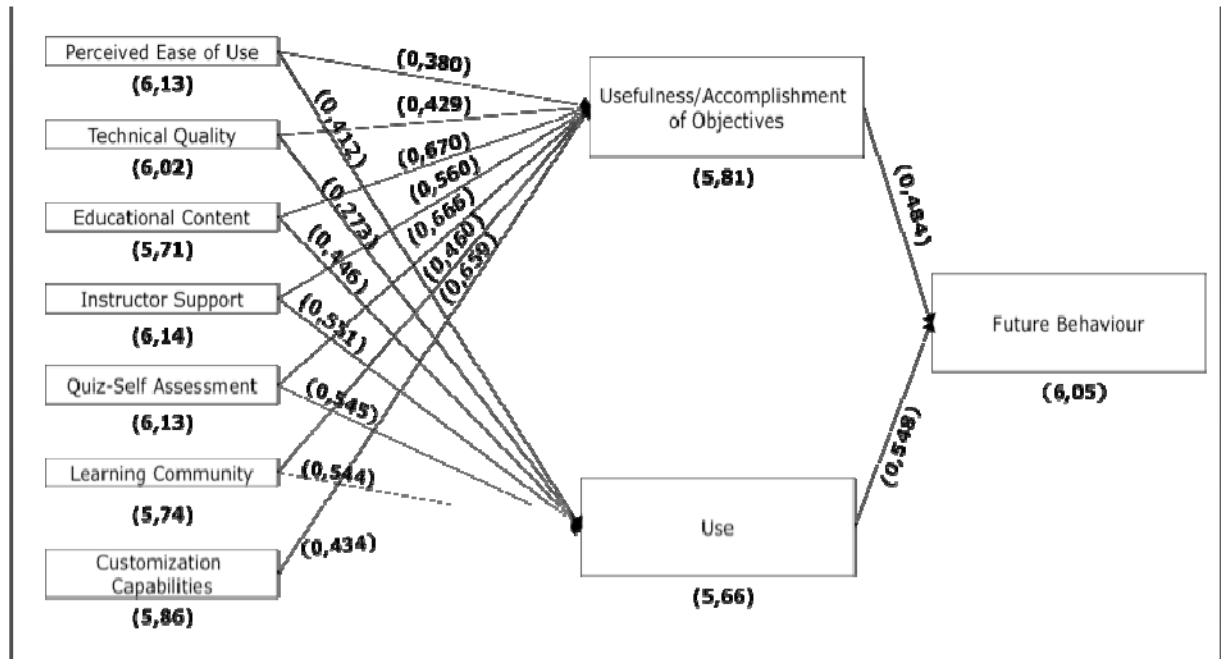 Perceived Ease of Use
(6,13)
Technical Quality
(6,02)
Educational Content
(5,71)
Instructor Support
(6,14)
Quiz-Self Assessment
(6,13)
Learning Community
(5,74)
Customization
Capabilities
(5,86)
(0,380)
(0,429)
(0,670)
(0,560)
(0,666)
(0,460)
(0,659)
(0,412)
(0,273)
(0,446)
(0,551)
(0,545)
(0,544)
(0,434)
Usefulness/Accomplishment
of Objectives
(5,81)
Use
(5,66)
(0,484)
(0,548)
Future Behaviour
(6,05)